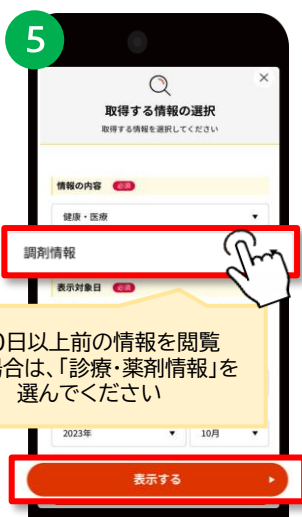 5
×
取得する情報の選択
取得する情報を選択してください
情報の内容 必須
健康・医療 ▼
調剤情報
表示対象日 必須
0日以上前の情報を閲覧
場合は、「診療・薬剤情報」を
選んでください
2023年 ▼ 10月 ▼
表示する